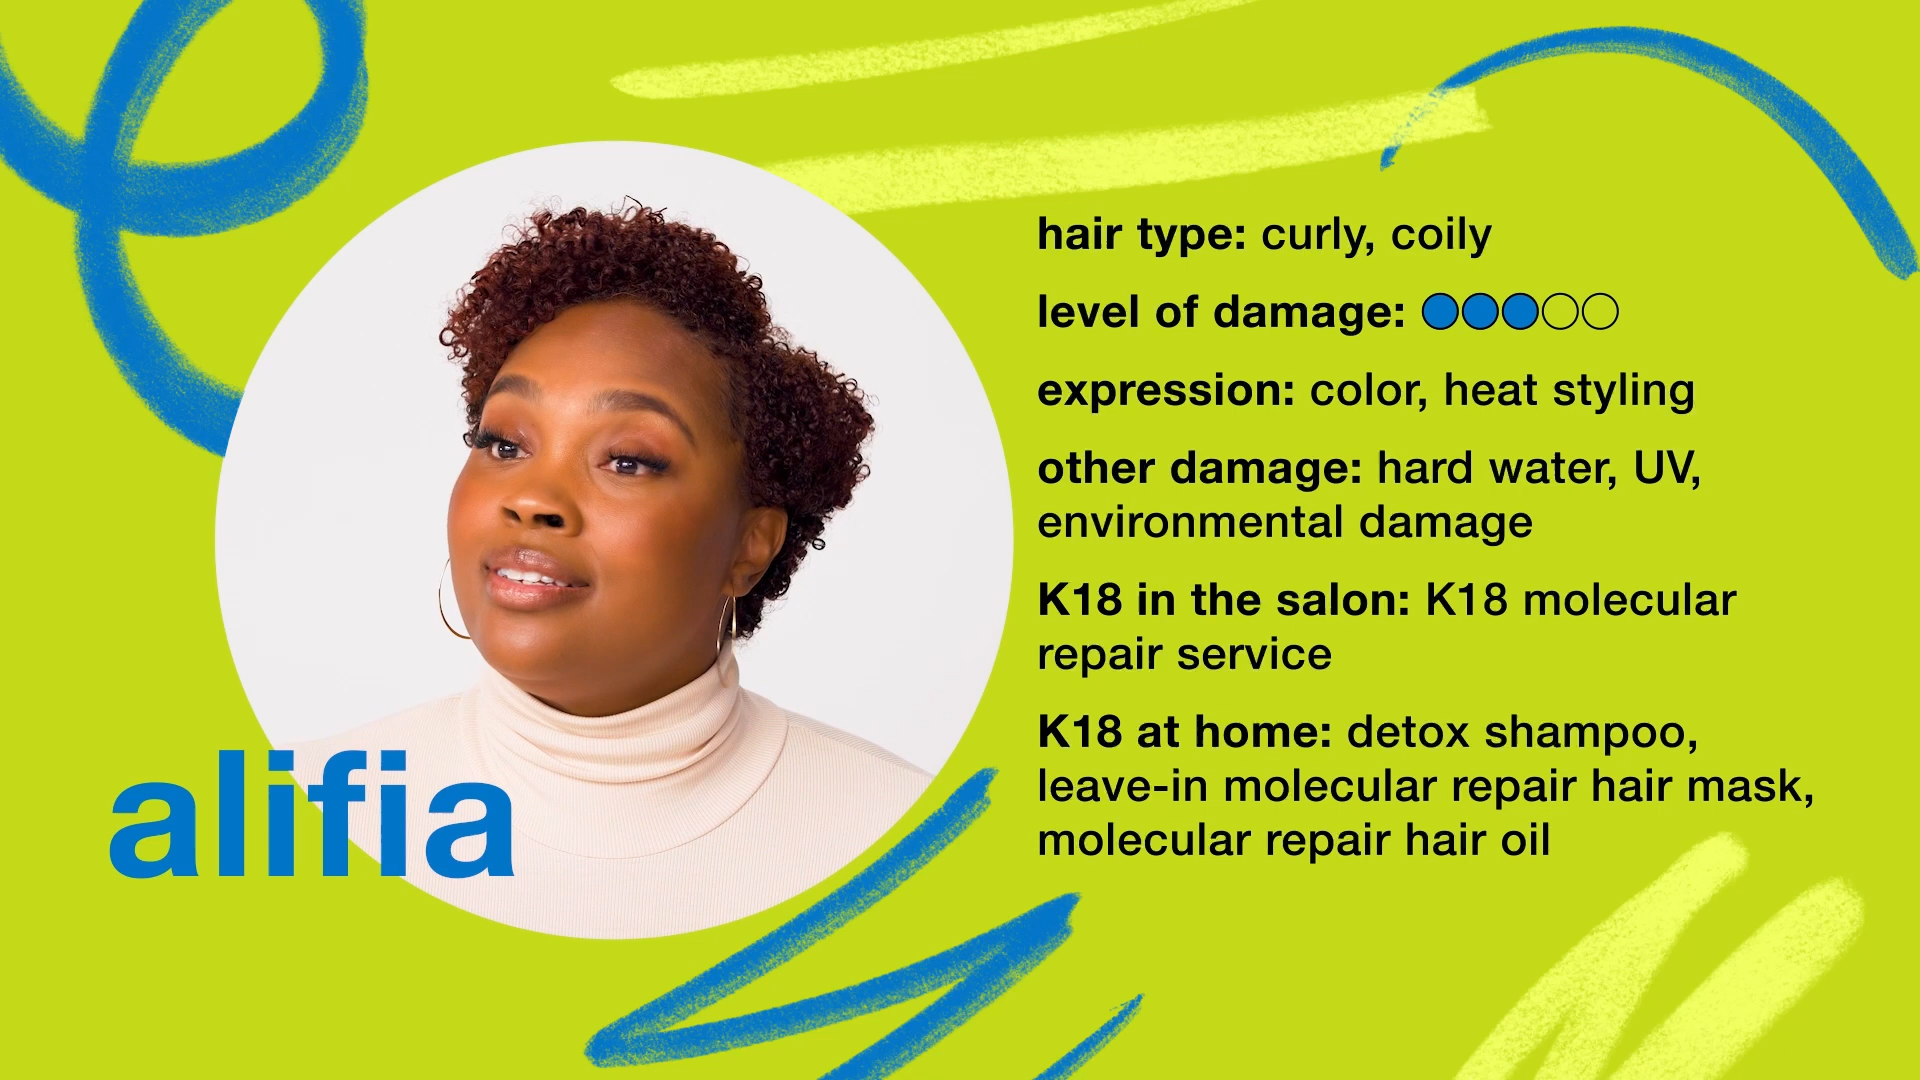 hair type: curly, coily
level of damage:
expression: color, heat styling
other damage: hard water, UV,
environmental damage
K18 in the salon: K18 molecular
repair service
K18 at home: detox shampoo,
leave-in molecular repair hair mask,
molecular repair hair oil
alifia